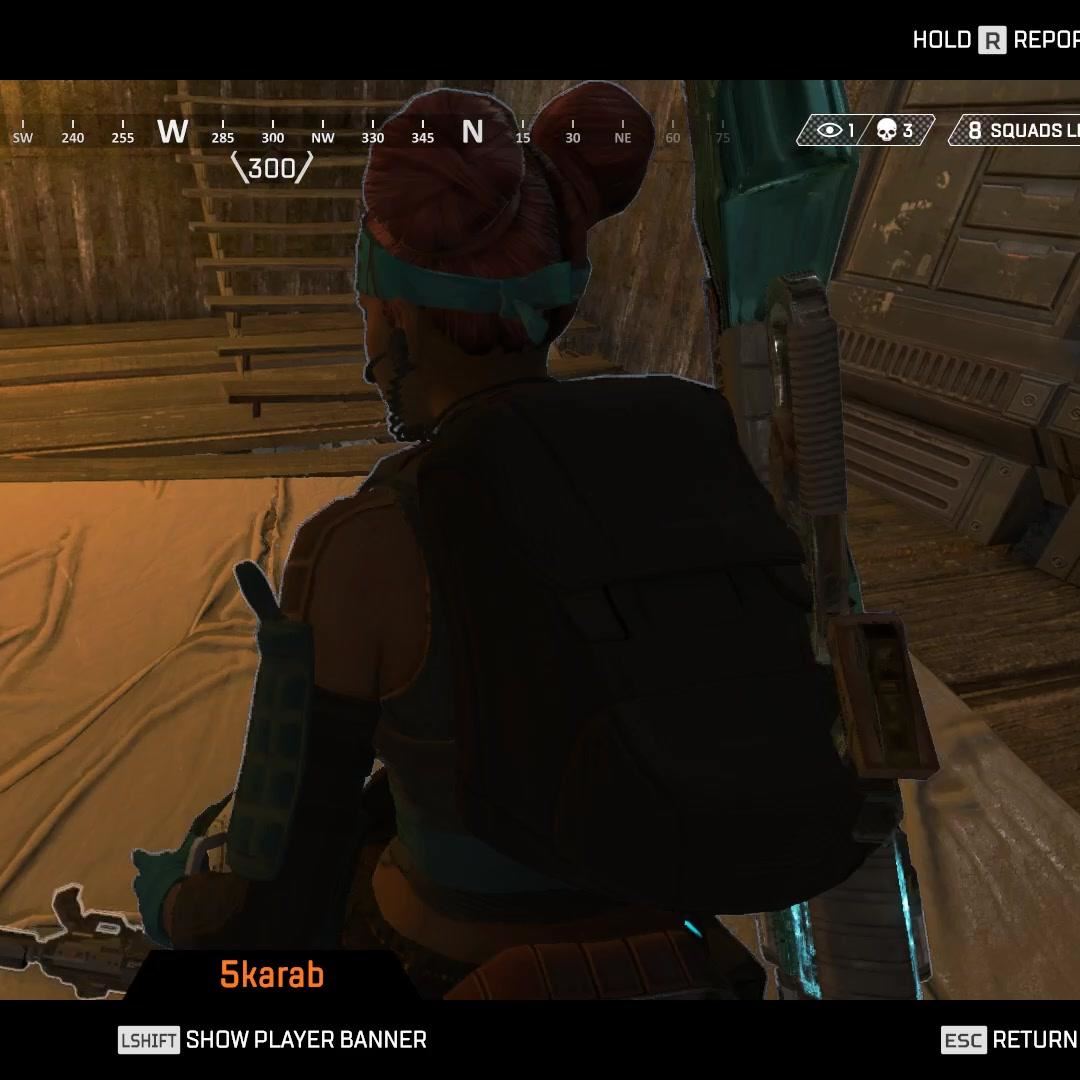 HOLD R REPOR
SW 240 255 W 285 300 NW 330 345 N 15 30 NE 60 75
300
1 3
8 SQUADS LE
5karab
LSHIFT SHOW PLAYER BANNER
ESC RETURN